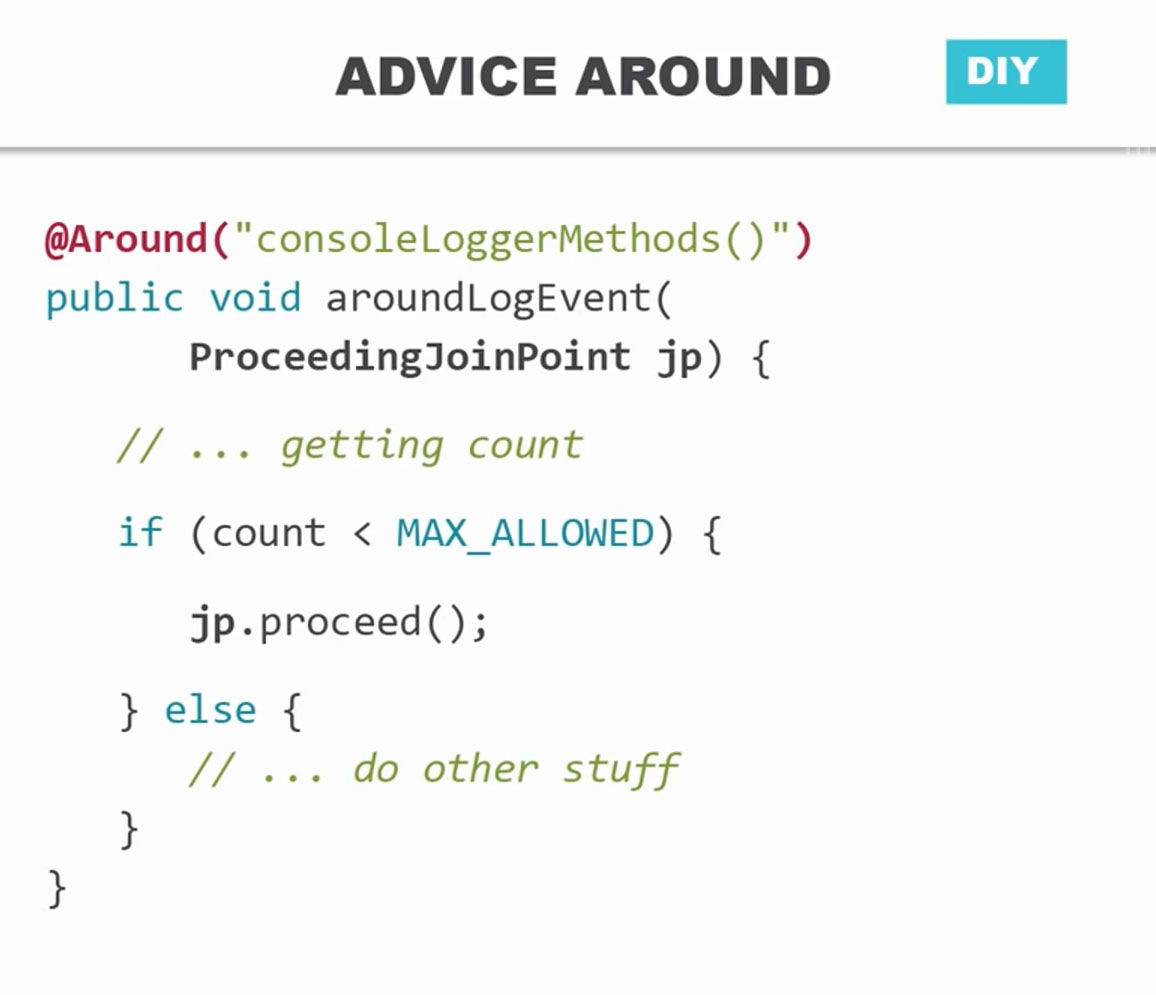 ADVICE AROUND
DIY
@Around("consoleLoggerMethods()")
public void aroundLogEvent(
ProceedingJoinPoint jp) {
// ... getting count
if (count < MAX_ALLOWED) {
jp.proceed();
} else {
// ... do other stuff
}
}